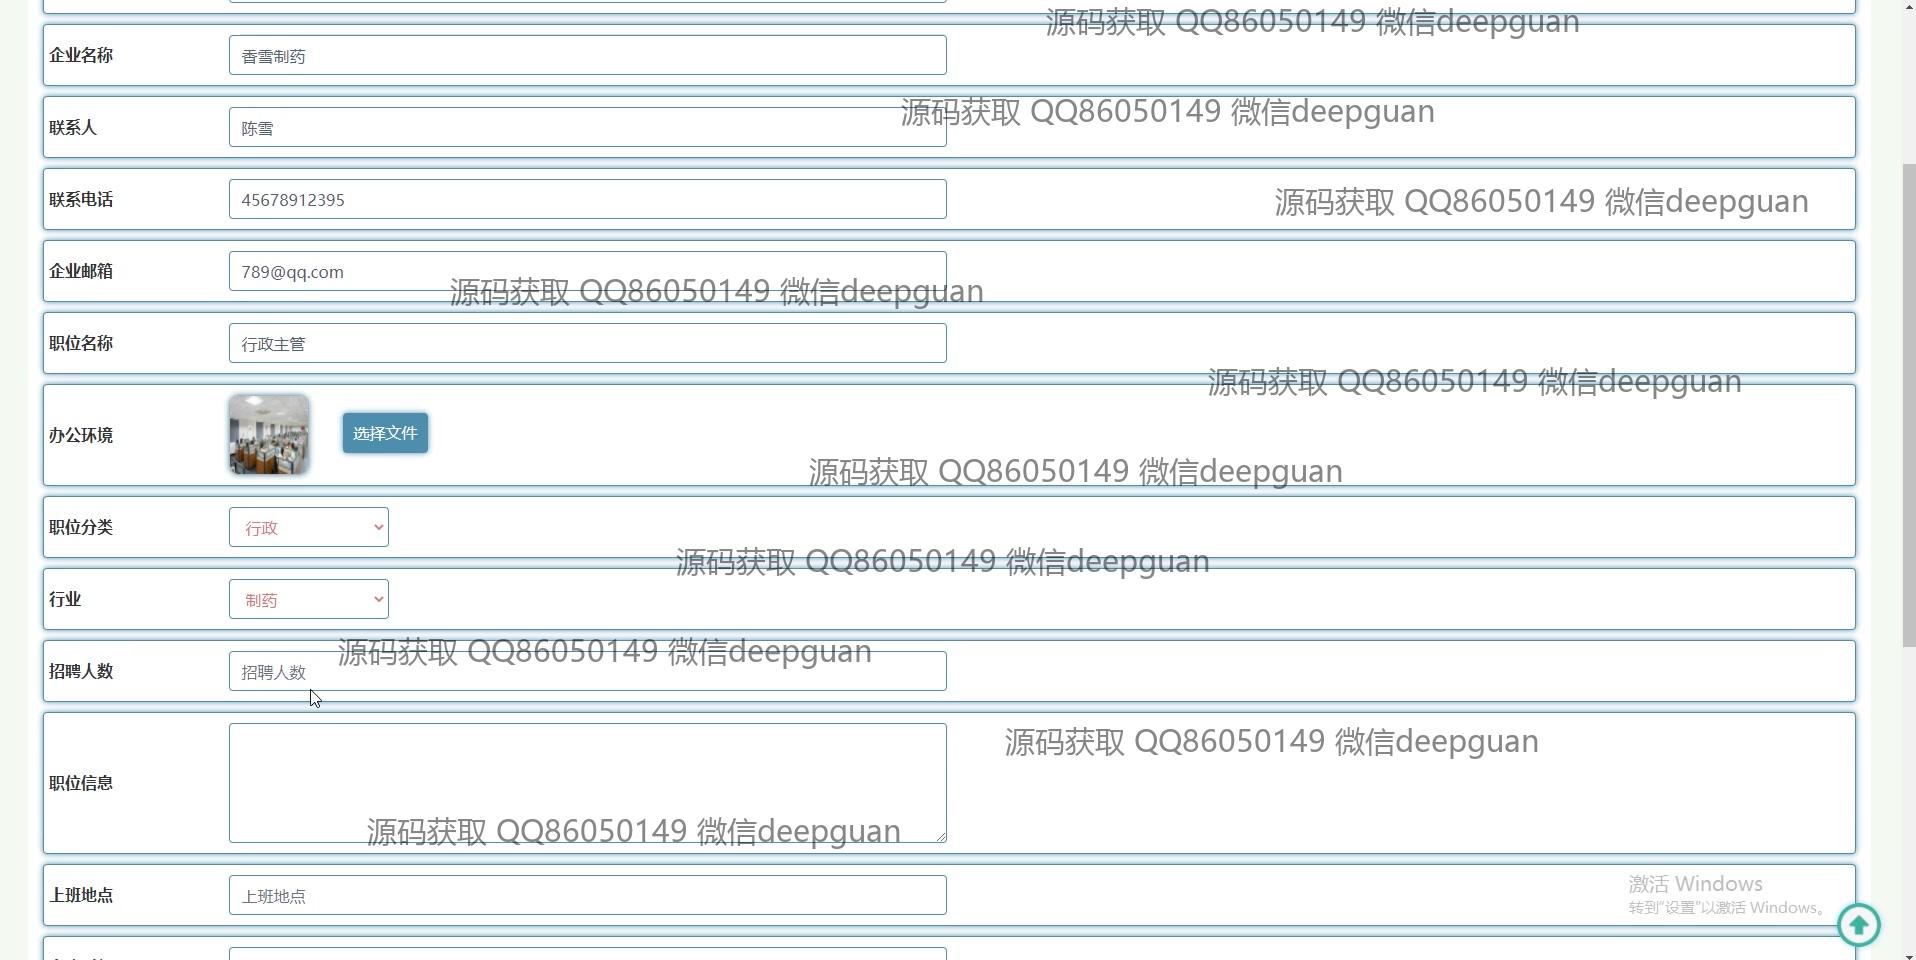 源码获取 QQ86050149 微信deepguan
企业名称 香雪制药
源码获取 QQ86050149 微信deepguan
联系人 陈雪
联系电话 45678912395
源码获取 QQ86050149 微信deepguan
企业邮箱 789@qq.com
源码获取 QQ86050149 微信deepguan
职位名称 行政主管
源码获取 QQ86050149 微信deepguan
办公环境 选择文件
源码获取 QQ86050149 微信deepguan
职位分类 行政
源码获取 QQ86050149 微信deepguan
行业 制药
源码获取 QQ86050149 微信deepguan
招聘人数 招聘人数
源码获取 QQ86050149 微信deepguan
职位信息
源码获取 QQ86050149 微信deepguan
上班地点 上班地点
激活 Windows
转到“设置”以激活 Windows。